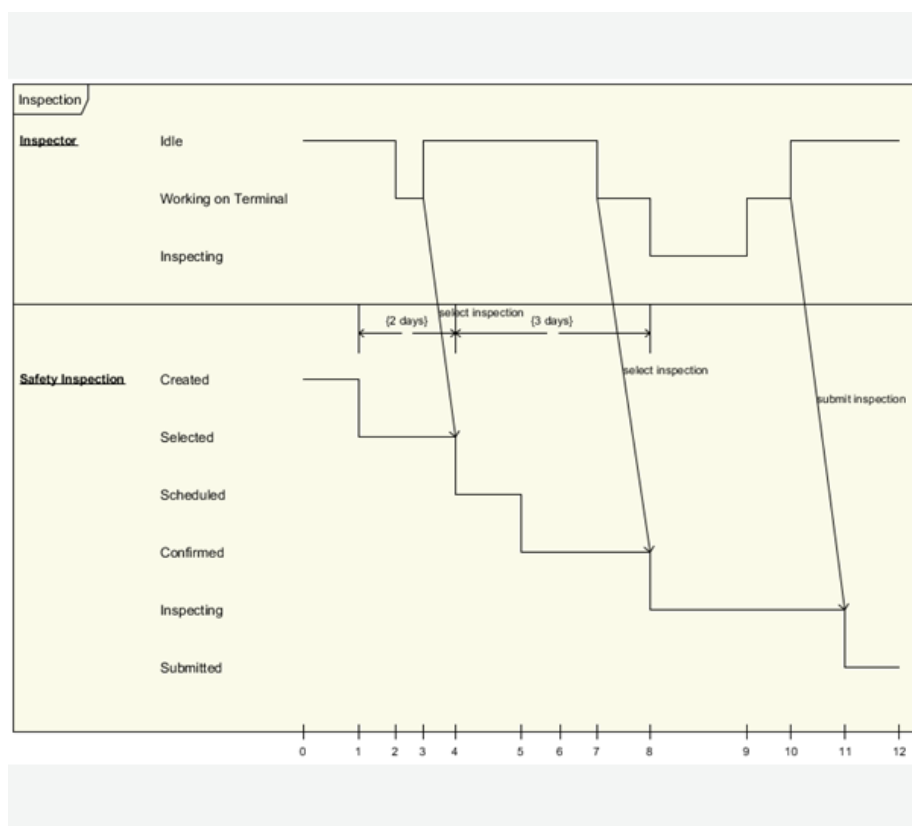 Inspection
Inspector
Idle
Working on Terminal
Inspecting
select inspection
{2 days}
{3 days}
select inspection
Safety Inspection
Created
submit inspection
Selected
Scheduled
Confirmed
Inspecting
Submitted
0 1 2 3 4 5 6 7 8 9 10 11 12